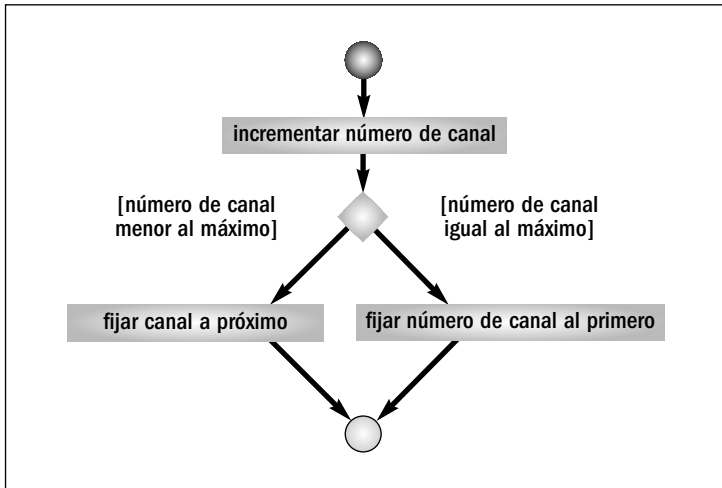 incrementar número de canal
[número de canal
menor al máximo]
[número de canal
igual al máximo]
fijar canal a próximo
fijar número de canal al primero